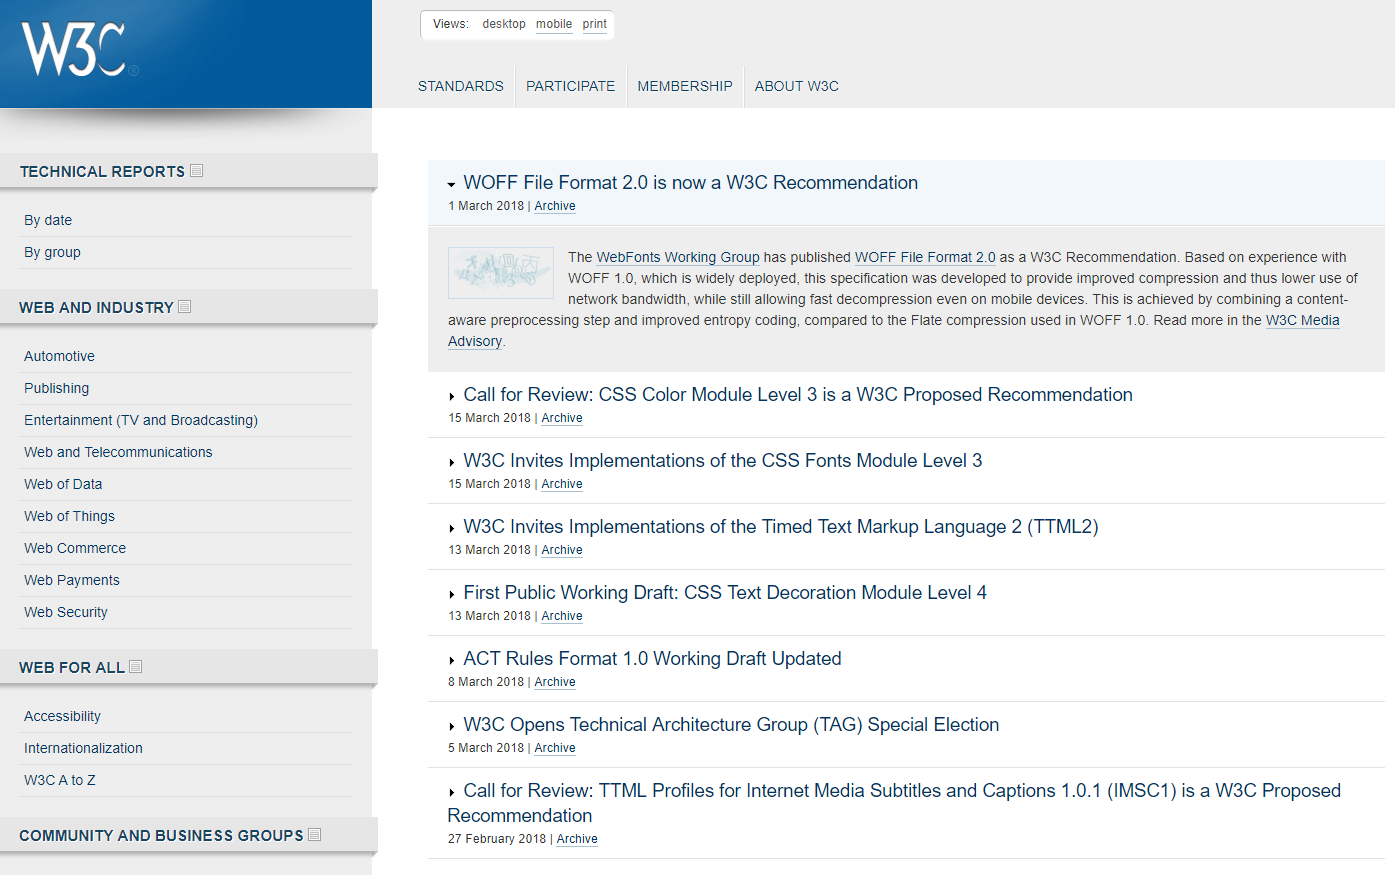 W3C®
Views: desktop mobile print
STANDARDS PARTICIPATE MEMBERSHIP ABOUT W3C
TECHNICAL REPORTS
By date
By group
WEB AND INDUSTRY
Automotive
Publishing
Entertainment (TV and Broadcasting)
Web and Telecommunications
Web of Data
Web of Things
Web Commerce
Web Payments
Web Security
WEB FOR ALL
Accessibility
Internationalization
W3C A to Z
COMMUNITY AND BUSINESS GROUPS
WOFF File Format 2.0 is now a W3C Recommendation
1 March 2018 | Archive
The WebFonts Working Group has published WOFF File Format 2.0 as a W3C Recommendation. Based on experience with
WOFF 1.0, which is widely deployed, this specification was developed to provide improved compression and thus lower use of
network bandwidth, while still allowing fast decompression even on mobile devices. This is achieved by combining a content-
aware preprocessing step and improved entropy coding, compared to the Flate compression used in WOFF 1.0. Read more in the W3C Media
Advisory.
Call for Review: CSS Color Module Level 3 is a W3C Proposed Recommendation
15 March 2018 | Archive
W3C Invites Implementations of the CSS Fonts Module Level 3
15 March 2018 | Archive
W3C Invites Implementations of the Timed Text Markup Language 2 (TTML2)
13 March 2018 | Archive
First Public Working Draft: CSS Text Decoration Module Level 4
13 March 2018 | Archive
ACT Rules Format 1.0 Working Draft Updated
8 March 2018 | Archive
W3C Opens Technical Architecture Group (TAG) Special Election
5 March 2018 | Archive
Call for Review: TTML Profiles for Internet Media Subtitles and Captions 1.0.1 (IMSC1) is a W3C Proposed
Recommendation
27 February 2018 | Archive